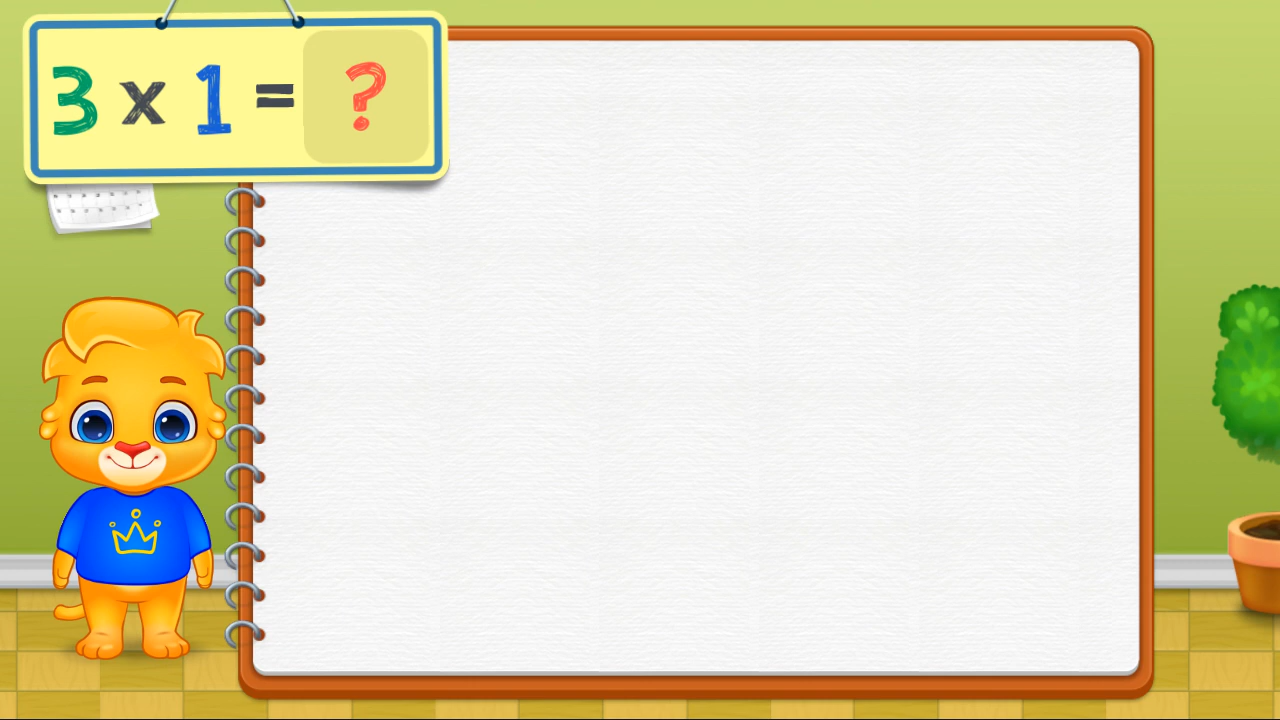 3 x 1 = ?